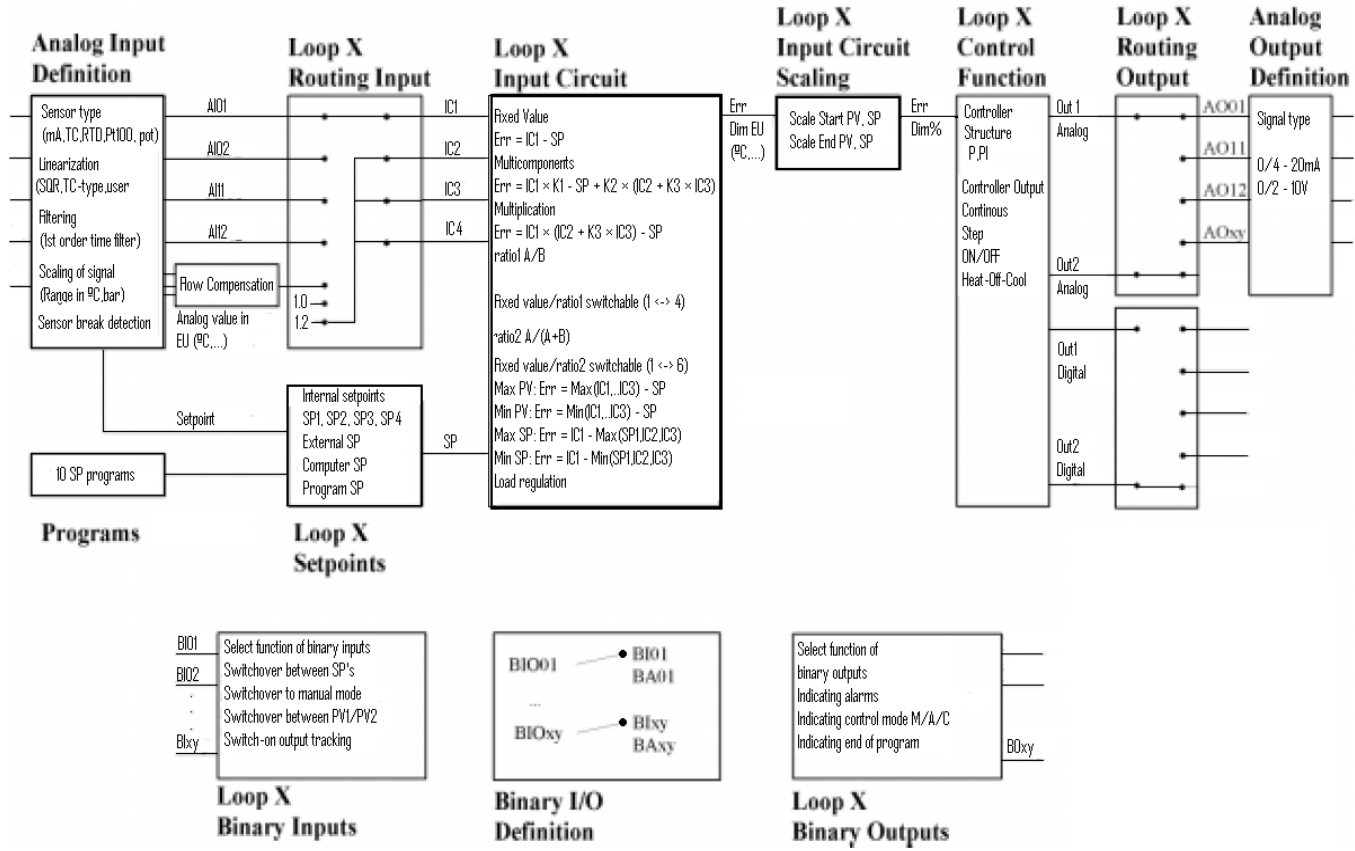 Analog Input
Definition
Sensor type
(mA,TC,RTD,Pt100, pot)
Linearization
(SQR,TC-type,user
Filtering
(1st order time filter)
Scaling of signal
(Range in ºC,bar)
Sensor break detection
AI01
AI02
AI11
AI12
Flow Compensation
Analog value in
EU (ºC,...)
Setpoint
10 SP programs
Programs
Loop X
Routing Input
1.0
1.2
Internal setpoints
SP1, SP2, SP3, SP4
External SP
Computer SP
Program SP
Loop X
Setpoints
IC1
IC2
IC3
IC4
SP
Loop X
Input Circuit
Fixed Value
Err = IC1 - SP
Multicomponents
Err = IC1 × K1 - SP + K2 × (IC2 + K3 × IC3)
Multiplication
Err = IC1 × (IC2 + K3 × IC3) - SP
ratio1 A/B
Fixed value/ratio1 switchable (1 <-> 4)
ratio2 A/(A+B)
Fixed value/ratio2 switchable (1 <-> 6)
Max PV: Err = Max(IC1,..IC3) - SP
Min PV: Err = Min(IC1,..IC3) - SP
Max SP: Err = IC1 - Max(SP1,IC2,IC3)
Min SP: Err = IC1 - Min(SP1,IC2,IC3)
Load regulation
Err
Dim EU
(ºC,...)
Loop X
Input Circuit
Scaling
Scale Start PV, SP
Scale End PV, SP
Err
Dim%
Loop X
Control
Function
Controller
Structure
P,PI
Controller Output
Continous
Step
ON/OFF
Heat-Off-Cool
Out 1
Analog
Out2
Analog
Out1
Digital
Out2
Digital
Loop X
Routing
Output
AO01
AO11
AO12
AOxy
Analog
Output
Definition
Signal type
0/4 - 20mA
0/2 - 10V
BI01
BI02
:
:
BIxy
Select function of binary inputs
Switchover between SP's
Switchover to manual mode
Switchover between PV1/PV2
Switch-on output tracking
Loop X
Binary Inputs
BIO01
BI01
BA01
...
BIOxy
BIxy
BAxy
Binary I/O
Definition
Select function of
binary outputs
Indicating alarms
Indicating control mode M/A/C
Indicating end of program
BOxy
Loop X
Binary Outputs